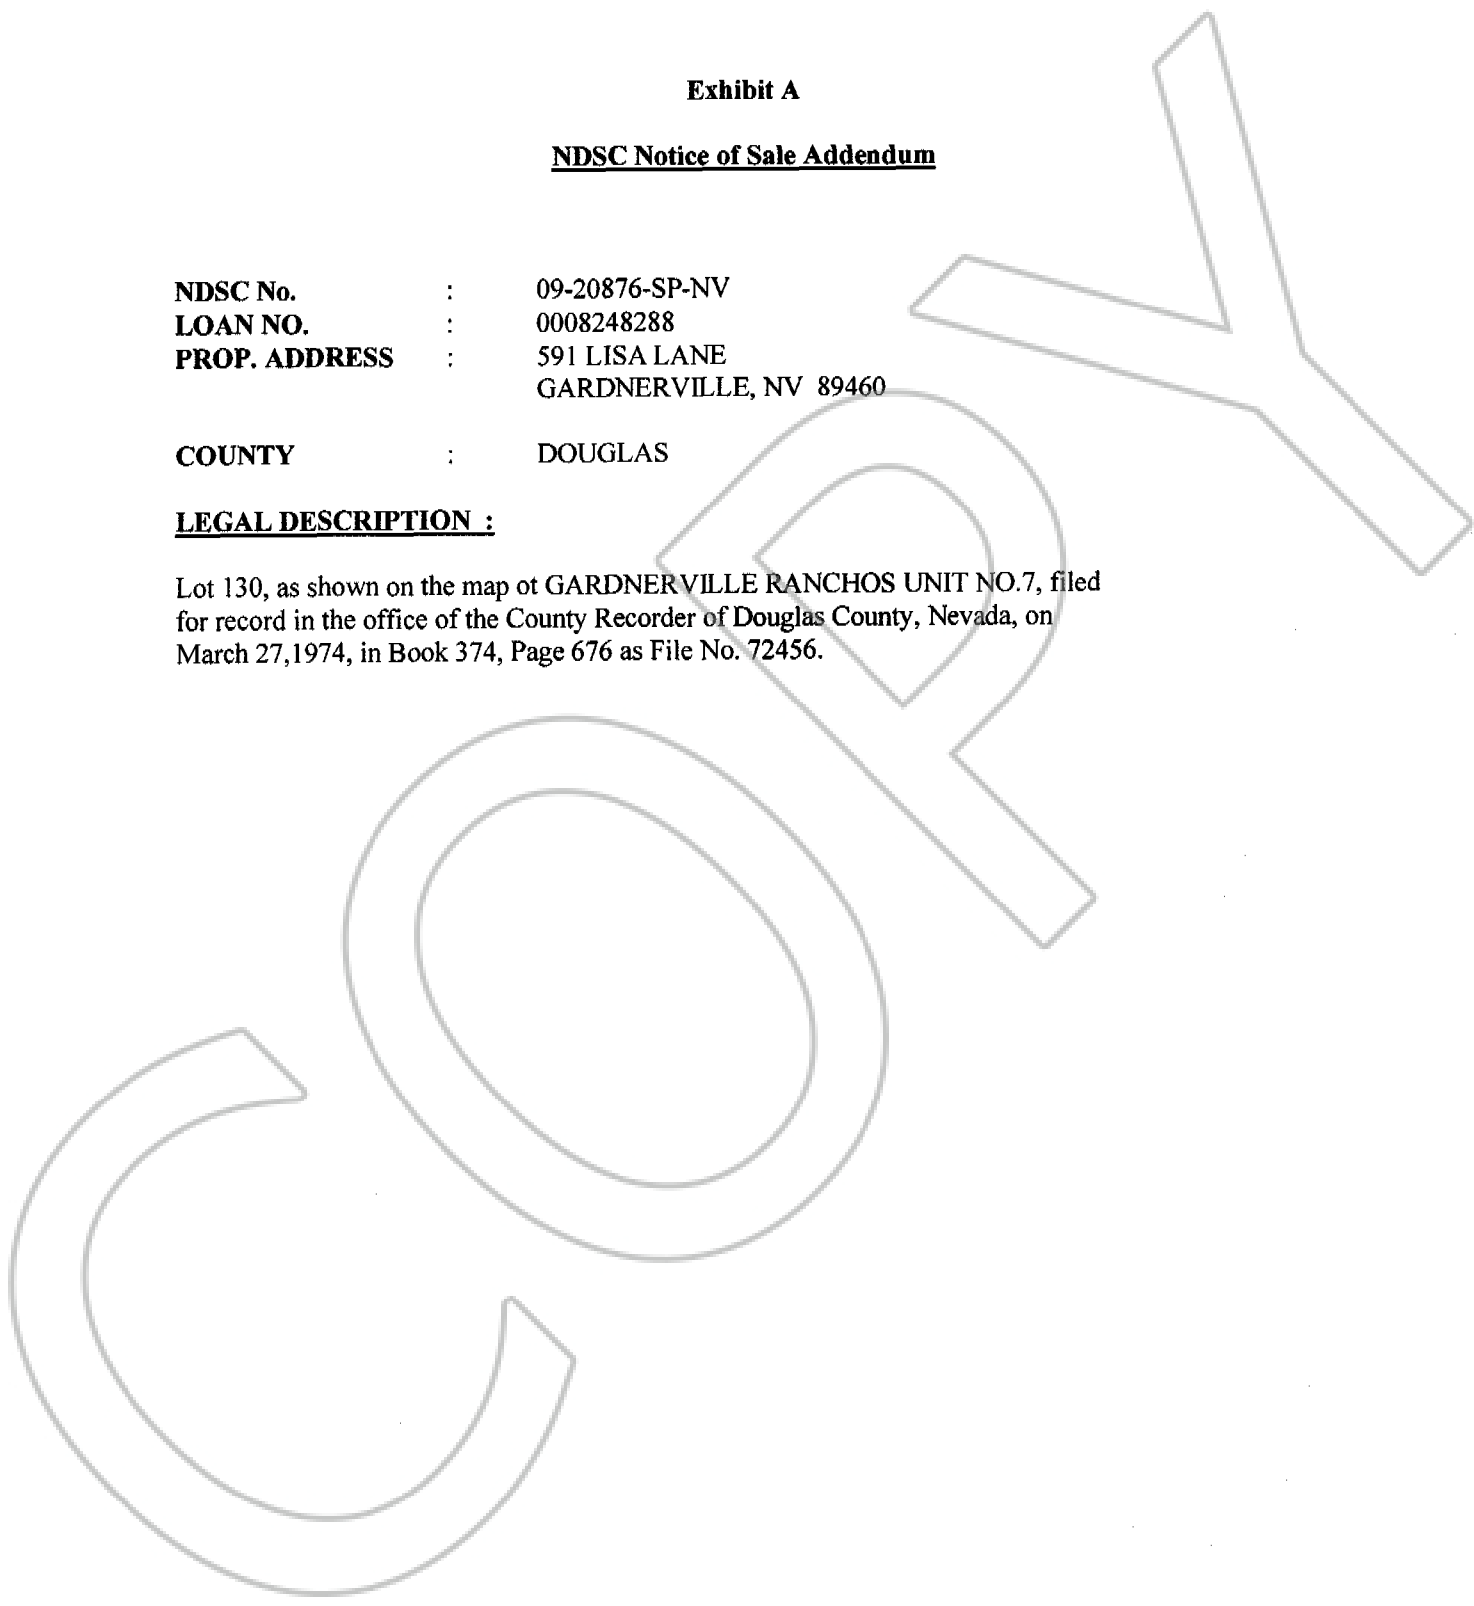 Exhibit A
NDSC Notice of Sale Addendum
NDSC No. : 09-20876-SP-NV
LOAN NO. : 0008248288
PROP. ADDRESS : 591 LISA LANE
GARDNERVILLE, NV 89460
COUNTY : DOUGLAS
LEGAL DESCRIPTION :
Lot 130, as shown on the map ot GARDNERVILLE RANCHOS UNIT NO.7, filed
for record in the office of the County Recorder of Douglas County, Nevada, on
March 27,1974, in Book 374, Page 676 as File No. 72456.
COPY